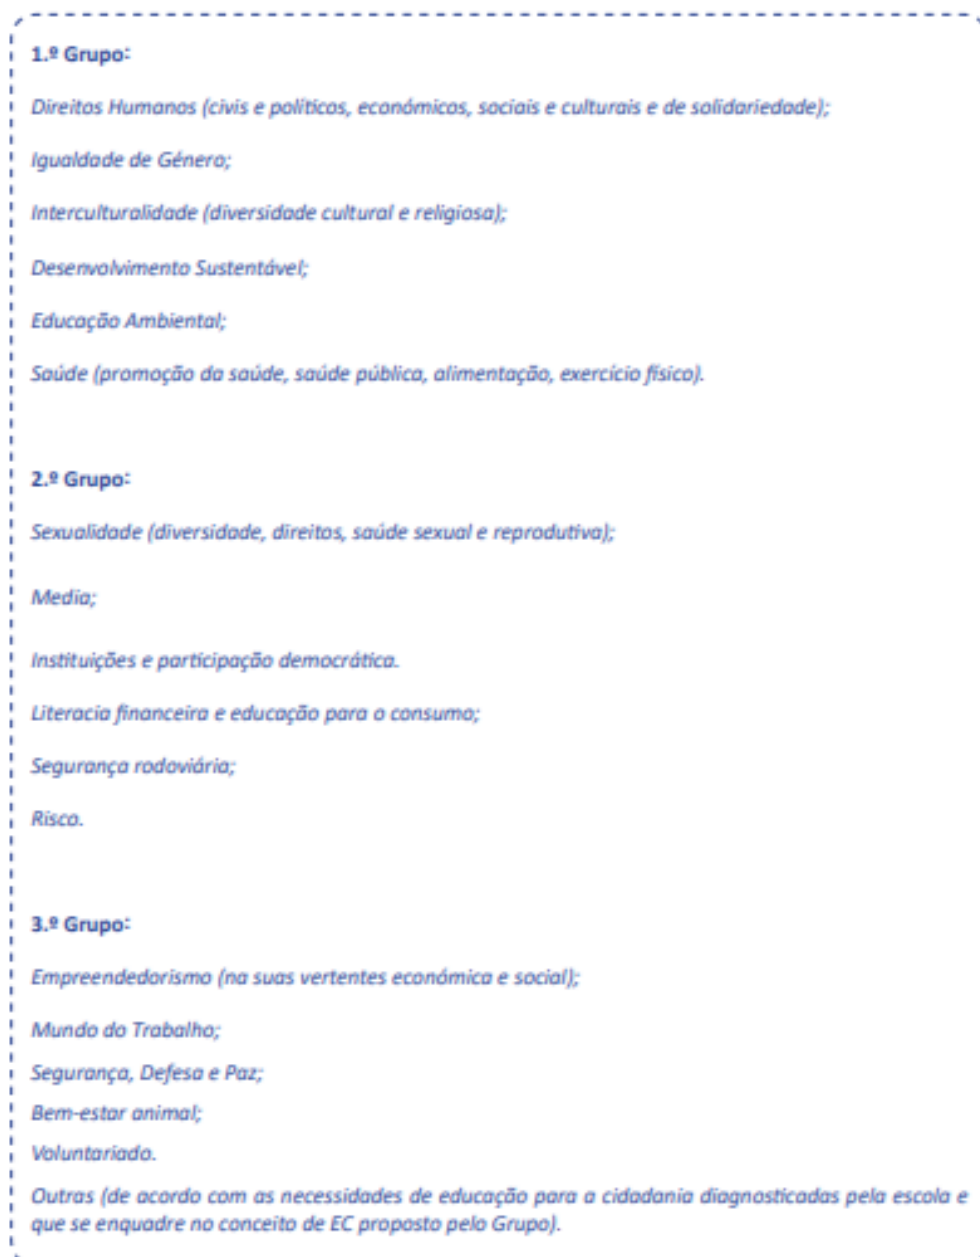 1.º Grupo:
Direitos Humanos (civis e políticos, económicos, sociais e culturais e de solidariedade);
Igualdade de Género;
Interculturalidade (diversidade cultural e religiosa);
Desenvolvimento Sustentável;
Educação Ambiental;
Saúde (promoção da saúde, saúde pública, alimentação, exercício físico).
2.º Grupo:
Sexualidade (diversidade, direitos, saúde sexual e reprodutiva);
Media;
Instituições e participação democrática.
Literacia financeira e educação para o consumo;
Segurança rodoviária;
Risco.
3.º Grupo:
Empreendedorismo (na suas vertentes económica e social);
Mundo do Trabalho;
Segurança, Defesa e Paz;
Bem-estar animal;
Voluntariado.
Outras (de acordo com as necessidades de educação para a cidadania diagnosticadas pela escola e
que se enquadre no conceito de EC proposto pelo Grupo).